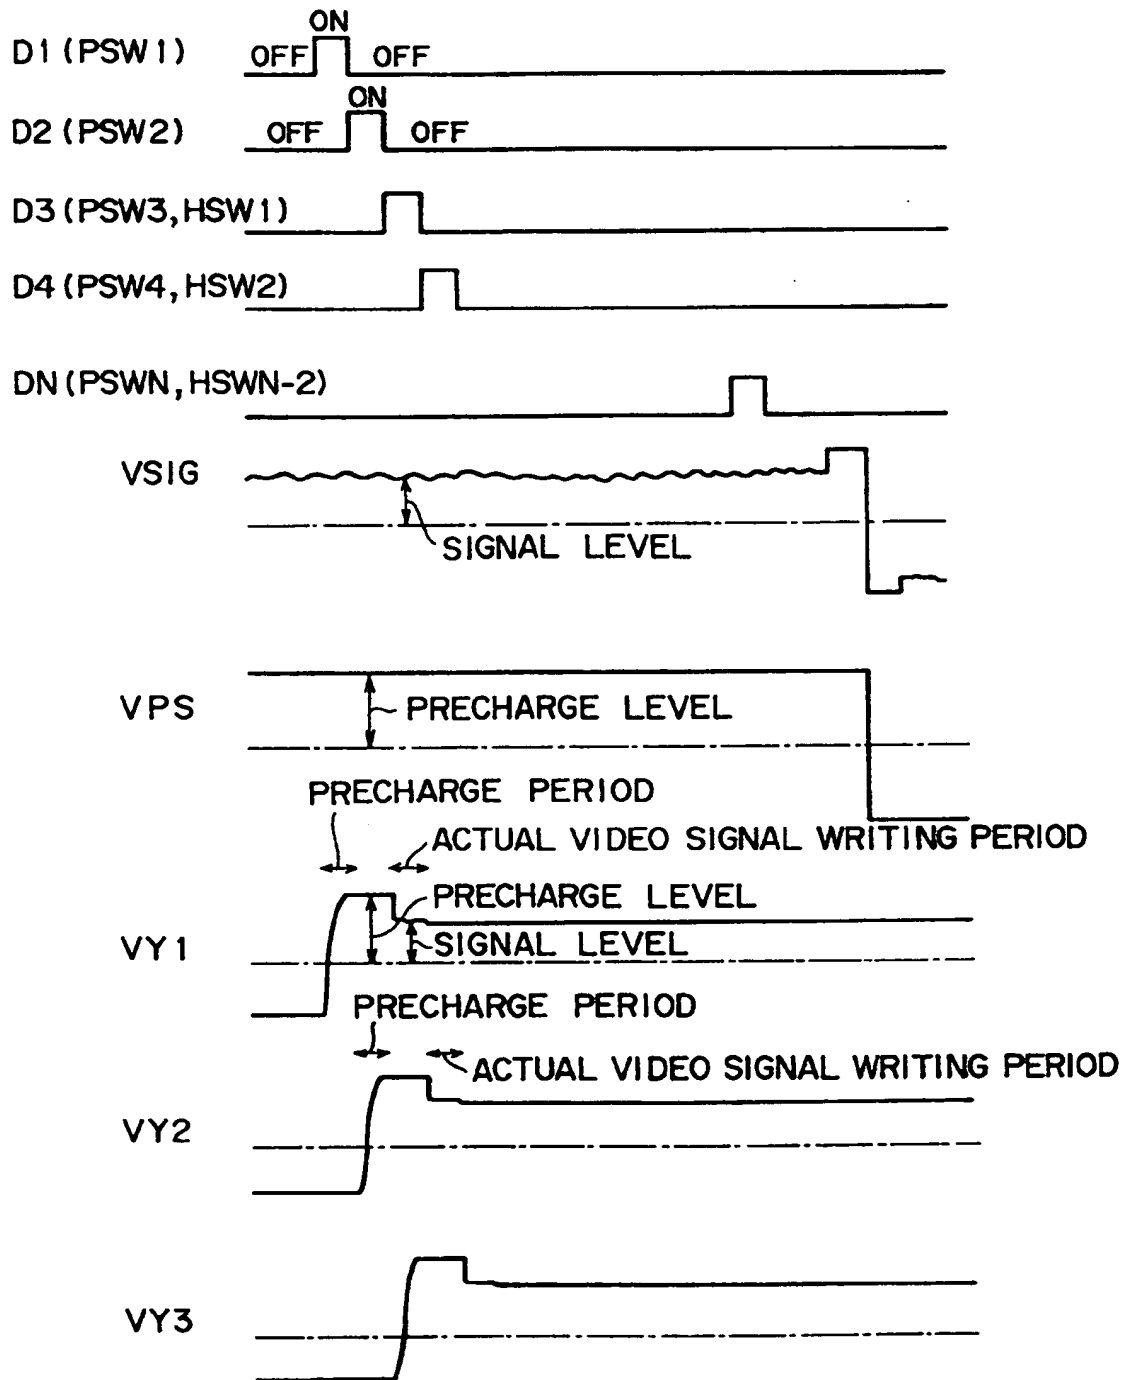 ON
D1 (PSW1) OFF OFF
ON
D2 (PSW2) OFF OFF
D3 (PSW3, HSW1)
D4 (PSW4, HSW2)
DN (PSWN, HSWN-2)
VSIG
SIGNAL LEVEL
VPS PRECHARGE LEVEL
PRECHARGE PERIOD
ACTUAL VIDEO SIGNAL WRITING PERIOD
PRECHARGE LEVEL
VY1 SIGNAL LEVEL
PRECHARGE PERIOD
ACTUAL VIDEO SIGNAL WRITING PERIOD
VY2
VY3